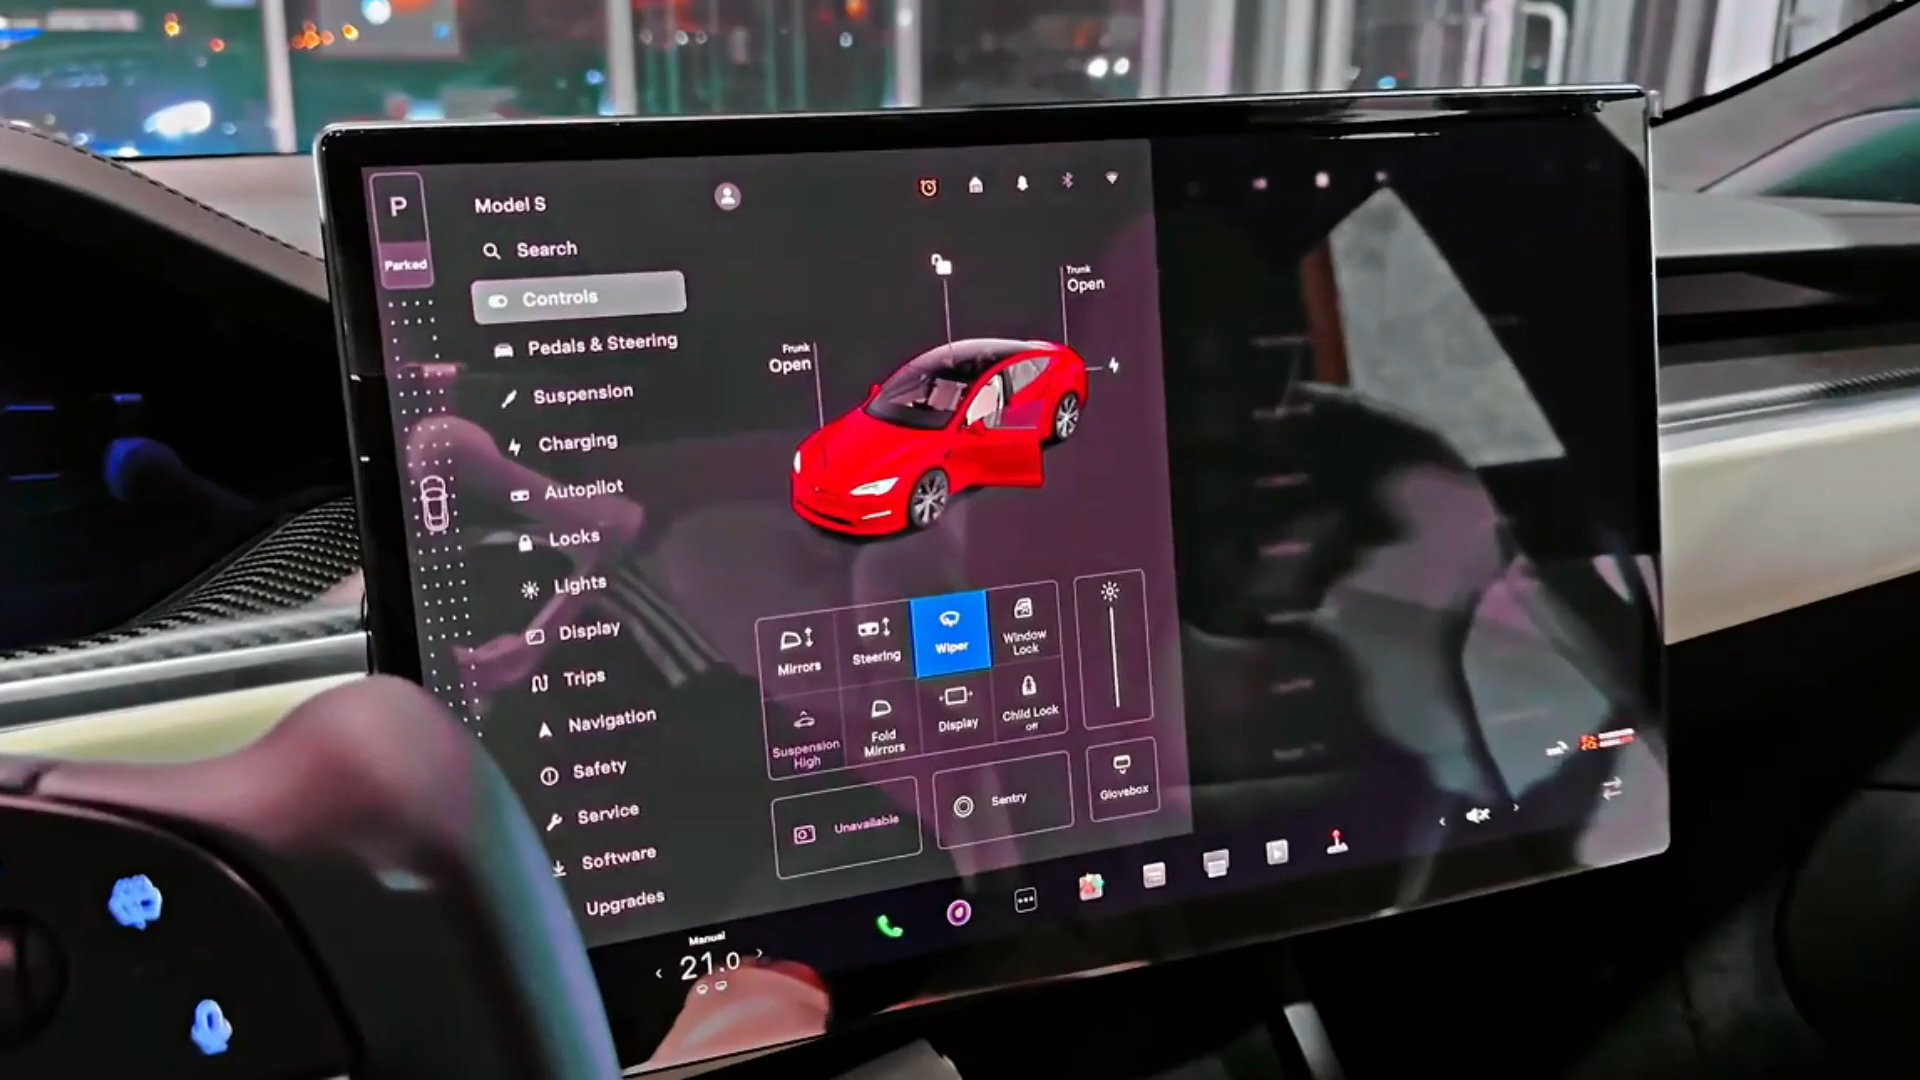 P
Parked
Model S
Search
Controls
Pedals & Steering
Suspension
Charging
Autopilot
Locks
Lights
Display
Trips
Navigation
Safety
Service
Software
Upgrades
Frunk
Open
Trunk
Open
Mirrors
Steering
Wiper
Window
Lock
Suspension
High
Fold
Mirrors
Display
Child Lock
Off
Unavailable
Sentry
Glovebox
Manual
21.0